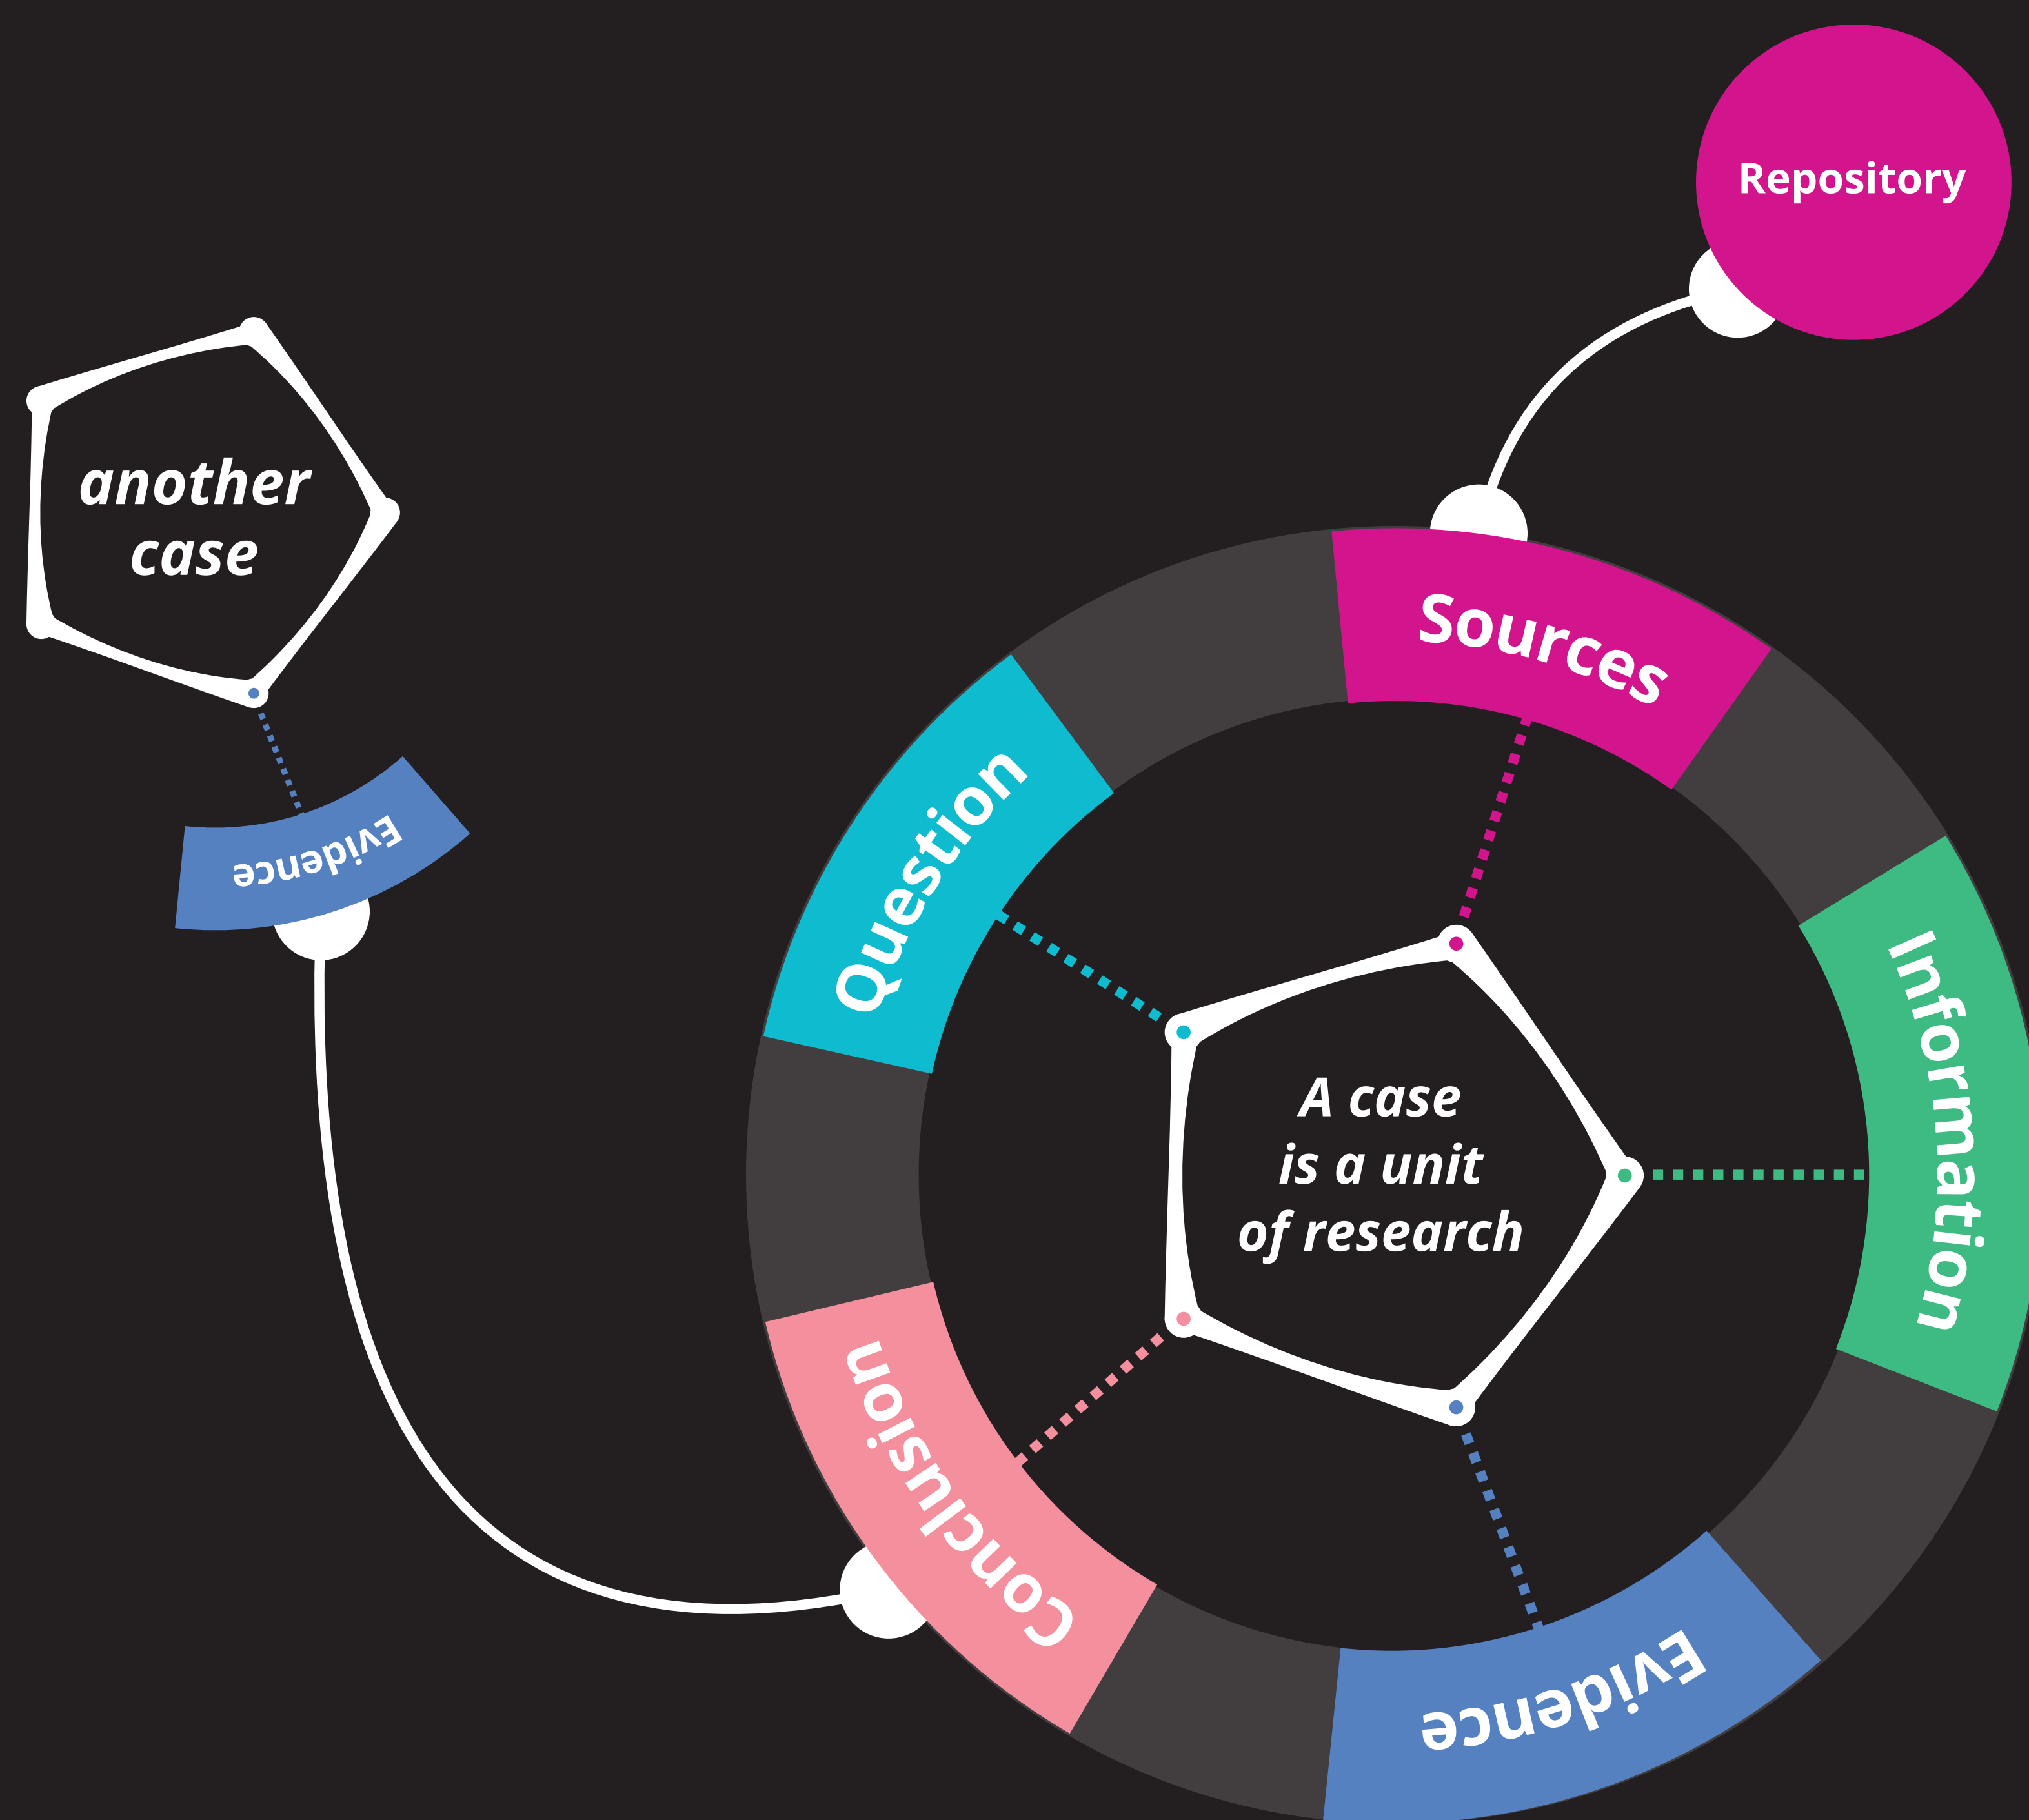 Repository
another
case
Evidence
Question
Sources
Information
Evidence
Conclusion
A case
is a unit
of research